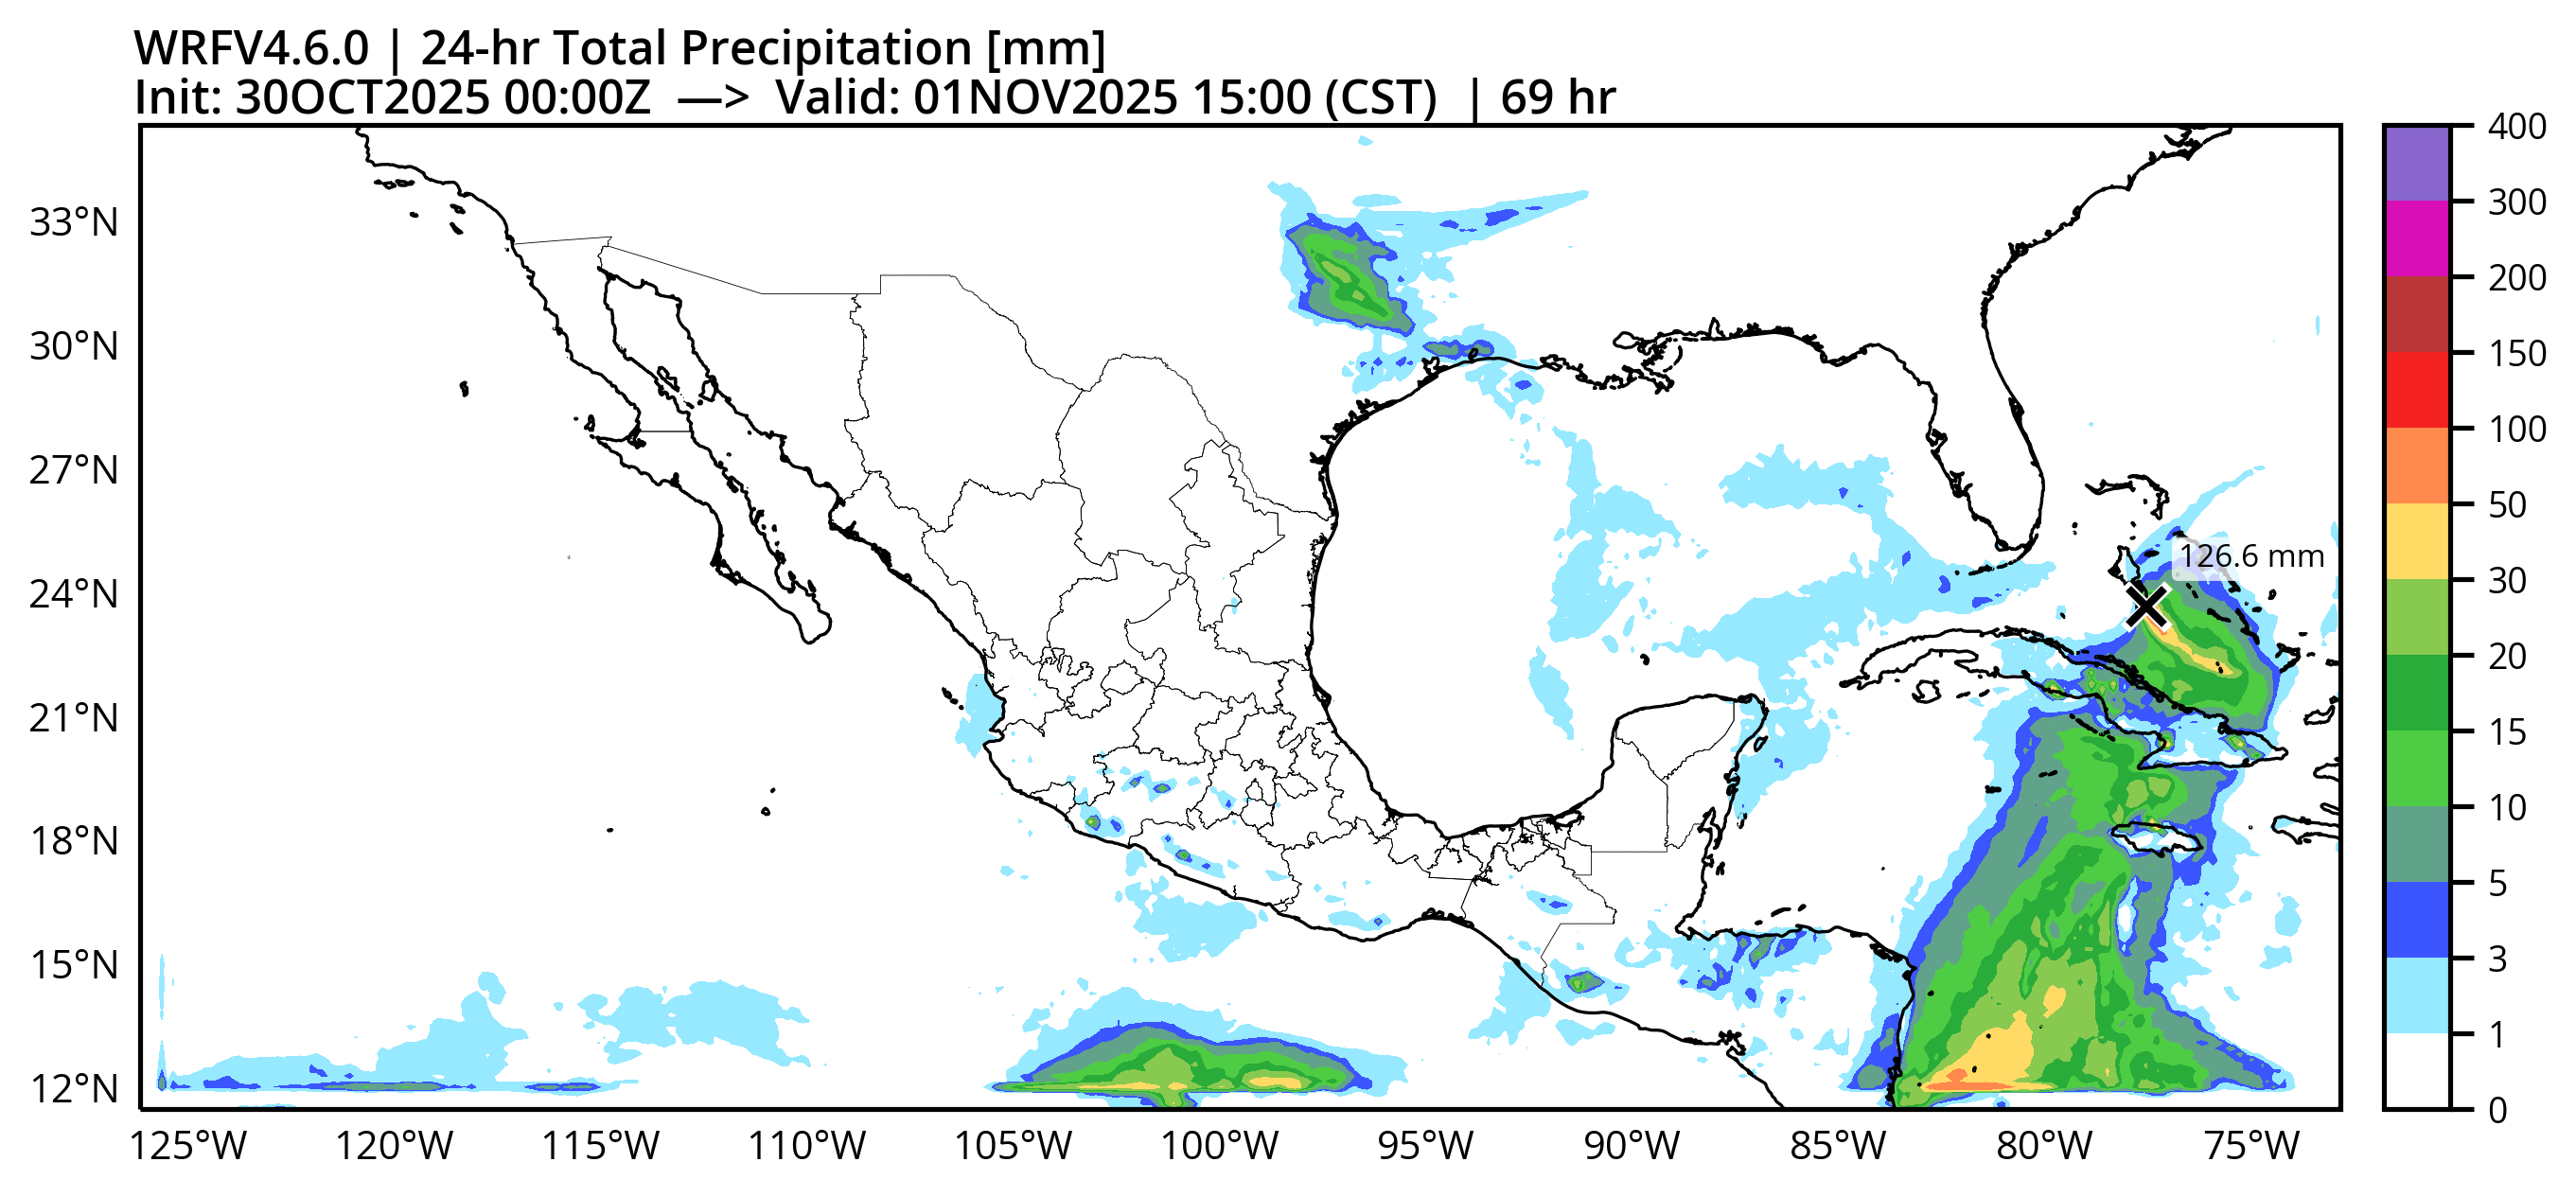 WRFV4.6.0 | 24-hr Total Precipitation [mm]
Init: 30OCT2025 00:00Z —> Valid: 01NOV2025 15:00 (CST) | 69 hr
33°N
30°N
27°N
24°N
21°N
18°N
15°N
12°N
126.6 mm
125°W
120°W
115°W
110°W
105°W
100°W
95°W
90°W
85°W
80°W
75°W
400
300
200
150
100
50
30
20
15
10
5
3
1
0